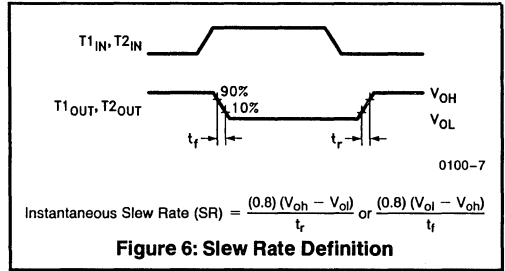 T1IN, T2IN
90%
10%
T1OUT, T2OUT
VOH
VOL
tf
tr
0100-7
Instantaneous Slew Rate (SR) = (0.8) (Voh − Vol) / tr or (0.8) (Vol − Voh) / tf
Figure 6: Slew Rate Definition